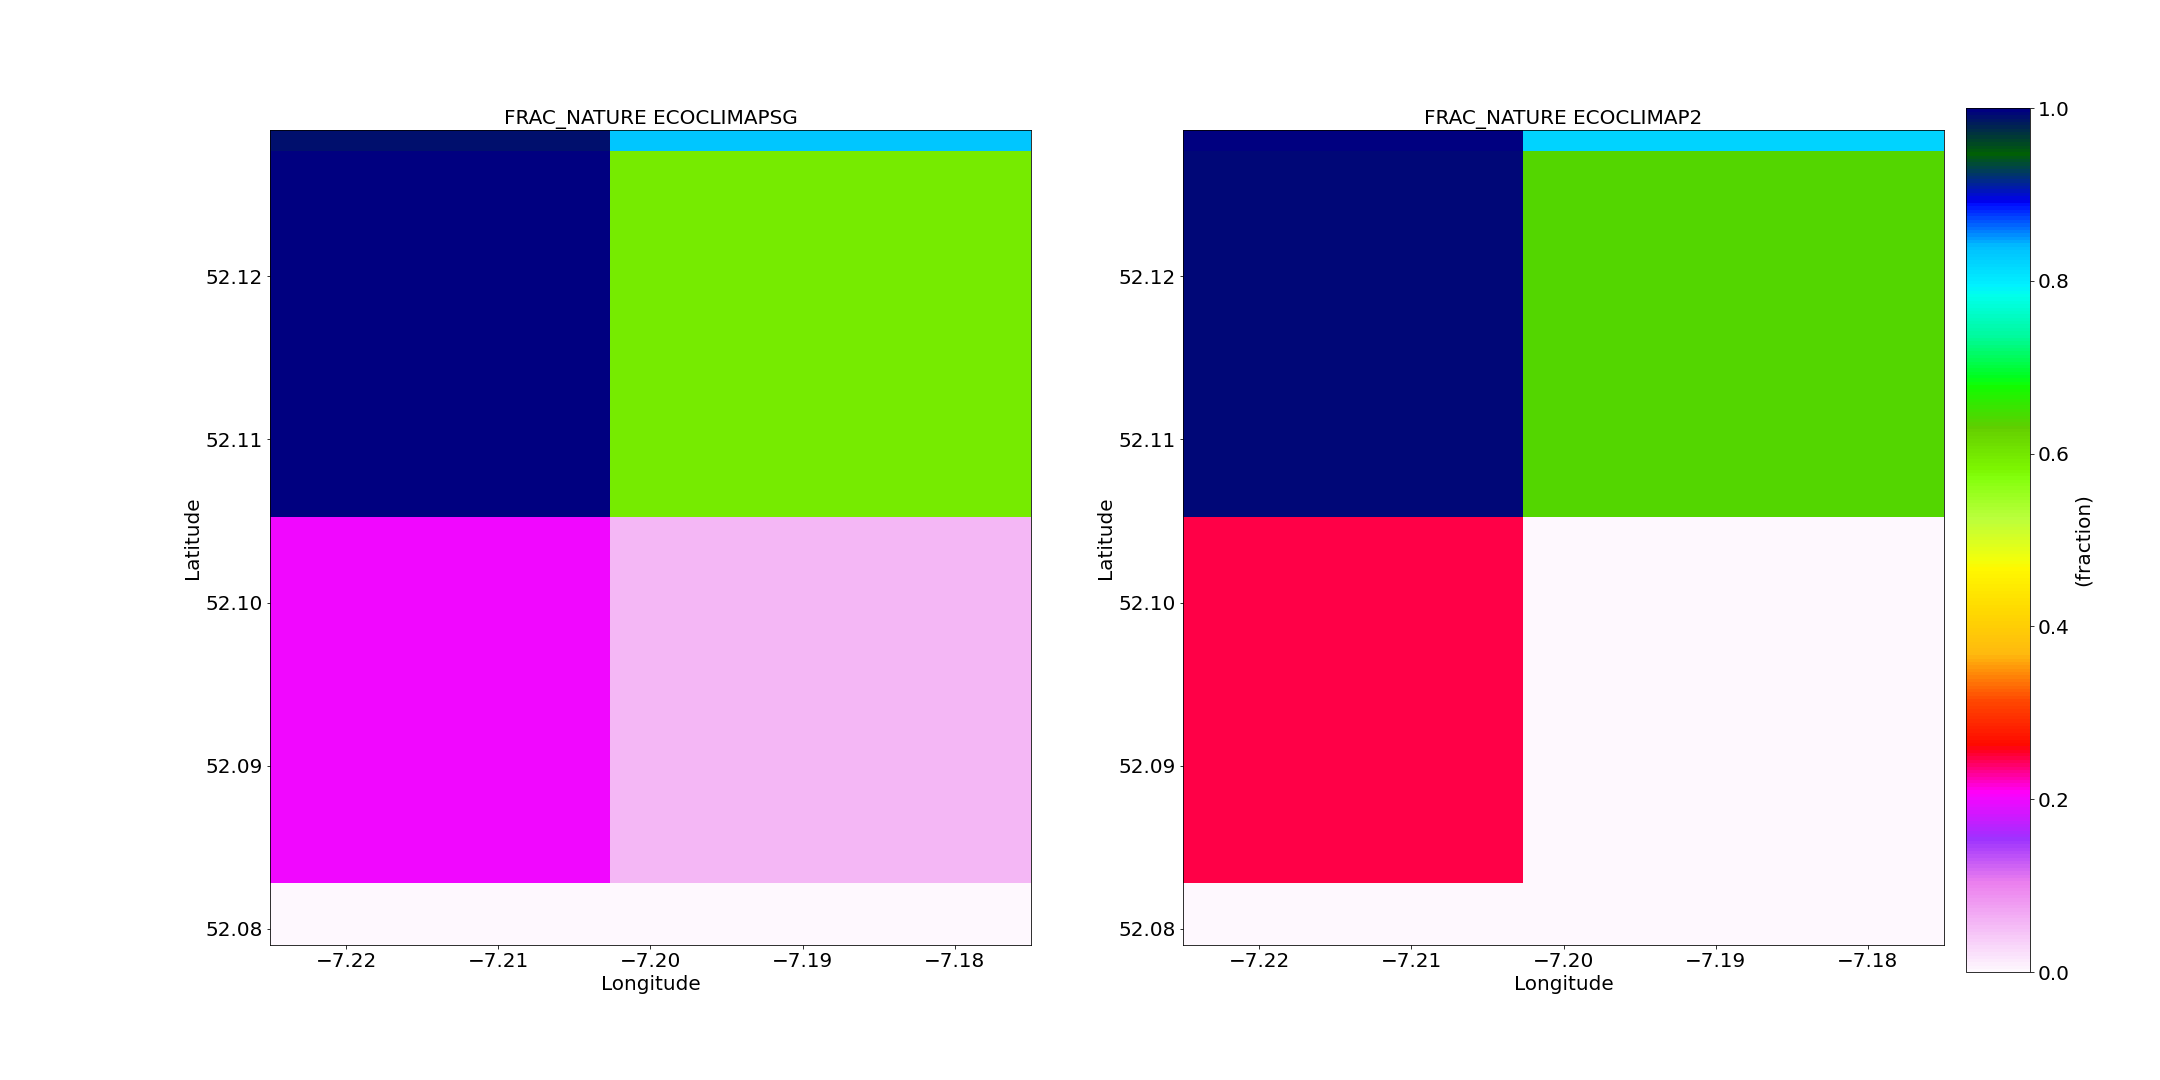 FRAC_NATURE ECOCLIMAPSG
52.12
52.11
52.10
52.09
52.08
Latitude
−7.22 −7.21 −7.20 −7.19 −7.18
Longitude
FRAC_NATURE ECOCLIMAP2
52.12
52.11
52.10
52.09
52.08
Latitude
−7.22 −7.21 −7.20 −7.19 −7.18
Longitude
1.0
0.8
0.6
0.4
0.2
0.0
(fraction)